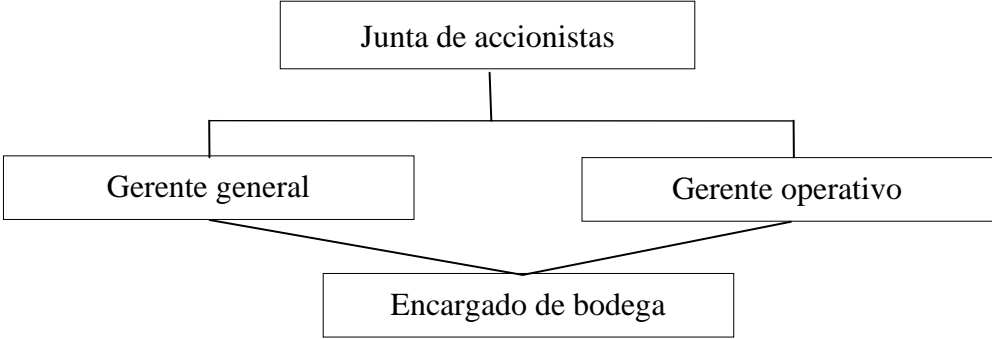 Junta de accionistas
Gerente general
Gerente operativo
Encargado de bodega